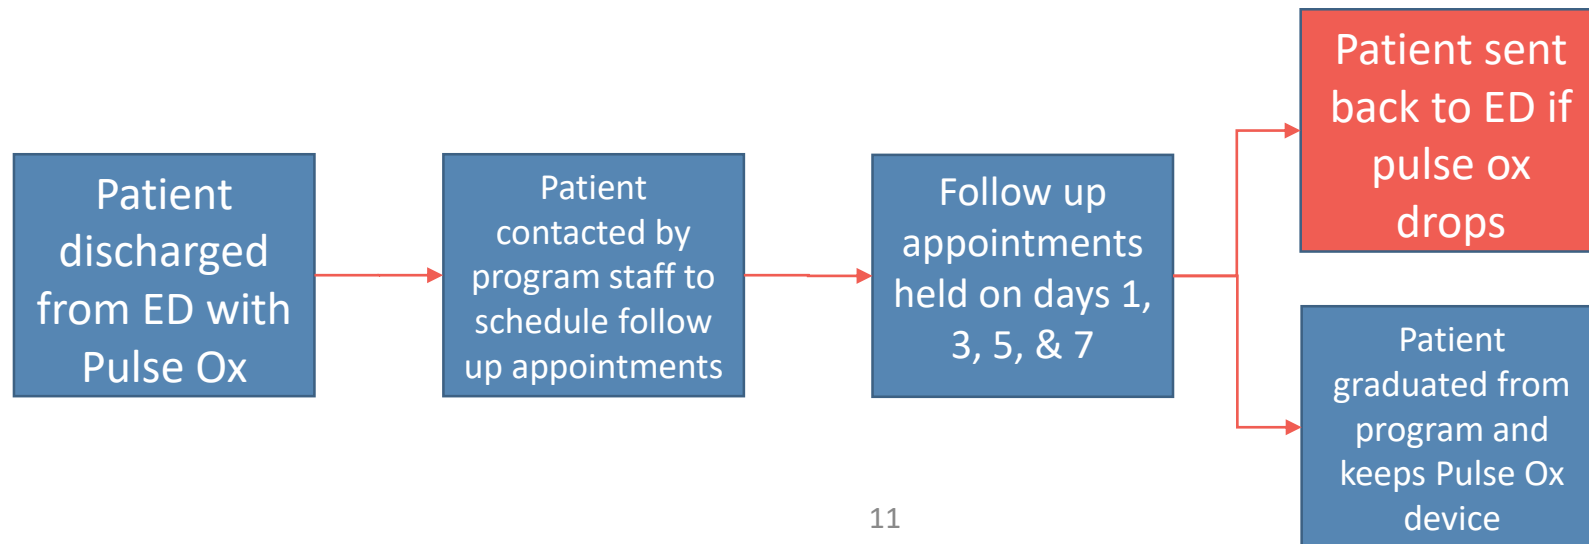 Patient
discharged
from ED with
Pulse Ox
Patient
contacted by
program staff to
schedule follow
up appointments
Follow up
appointments
held on days 1,
3, 5, & 7
Patient sent
back to ED if
pulse ox
drops
Patient
graduated from
program and
keeps Pulse Ox
device
11